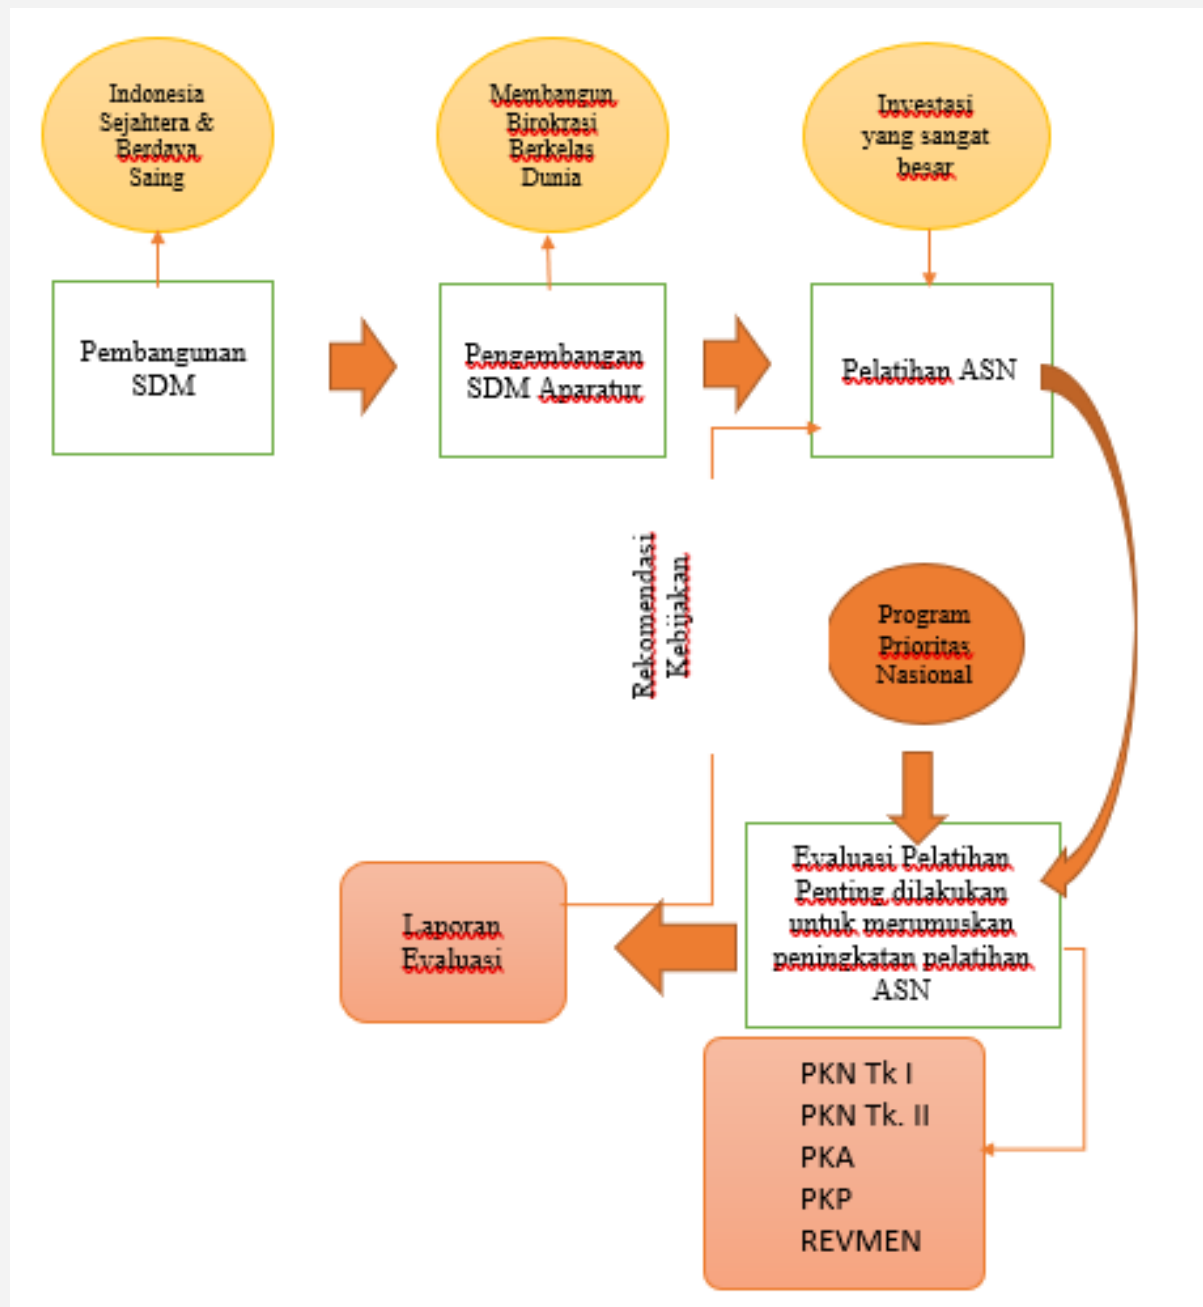 Indonesia
Sejahtera &
Berdaya
Saing
Membangun
Birokrasi
Berkelas
Dunia
Investasi
yang sangat
besar
Pembangunan
SDM
Pengembangan
SDM Aparatur
Pelatihan ASN
Rekomendasi
Kebijakan
Program
Prioritas
Nasional
Evaluasi Pelatihan
Penting dilakukan
untuk merumuskan
peningkatan pelatihan
ASN
Laporan
Evaluasi
PKN Tk I
PKN Tk. II
PKA
PKP
REVMEN